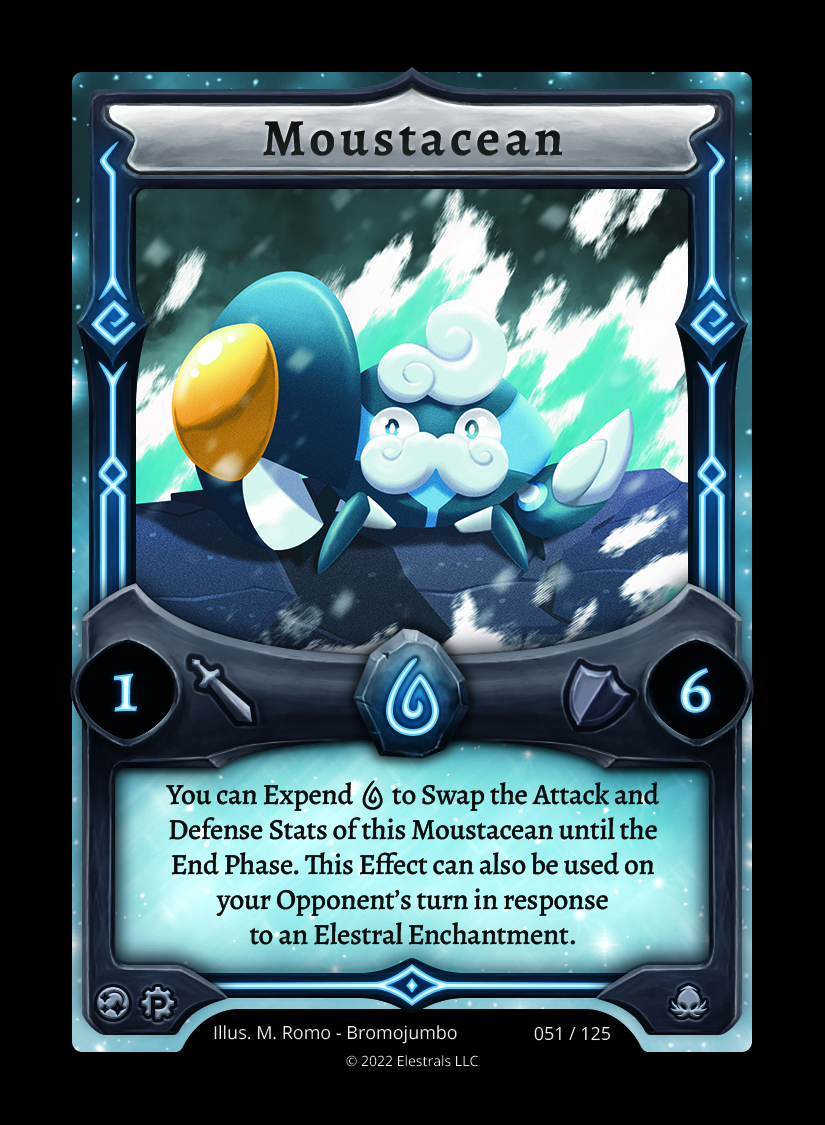 Moustacean
1
6
You can Expend to Swap the Attack and
Defense Stats of this Moustacean until the
End Phase. This Effect can also be used on
your Opponent's turn in response
to an Elestral Enchantment.
P
Illus. M. Romo - Bromojumbo 051 / 125
© 2022 Elestrals LLC